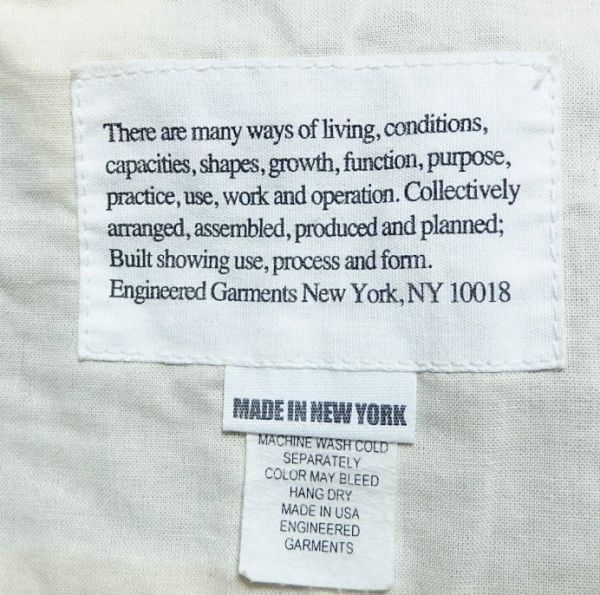 There are many ways of living, conditions,
capacities, shapes, growth, function, purpose,
practice, use, work and operation. Collectively
arranged, assembled, produced and planned;
Built showing use, process and form.
Engineered Garments New York, NY 10018
MADE IN NEW YORK
MACHINE WASH COLD
SEPARATELY
COLOR MAY BLEED
HANG DRY
MADE IN USA
ENGINEERED
GARMENTS